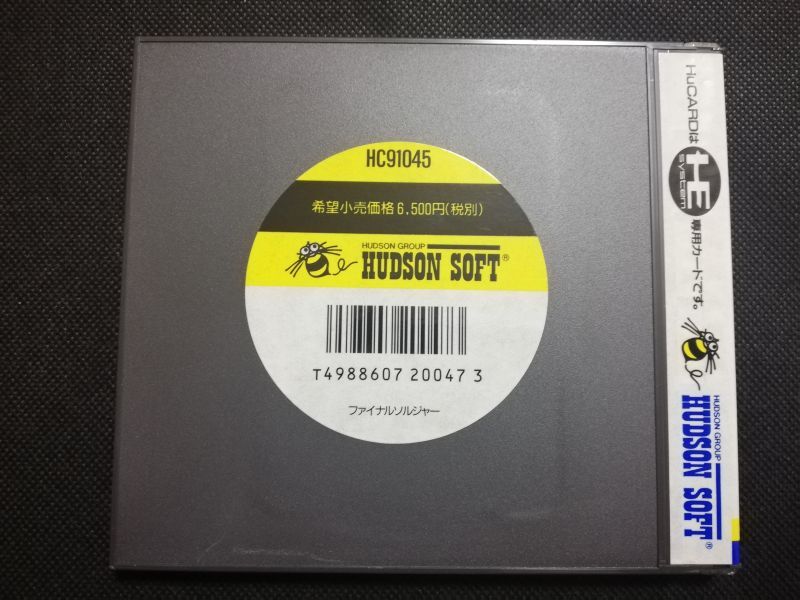 HC91045
希望小売価格6,500円(税別)
HUDSON GROUP
HUDSON SOFT®
T4988607 20047 3
ファイナルソルジャー
HuCARDは HE system 専用カードです。
HUDSON GROUP
HUDSON SOFT®